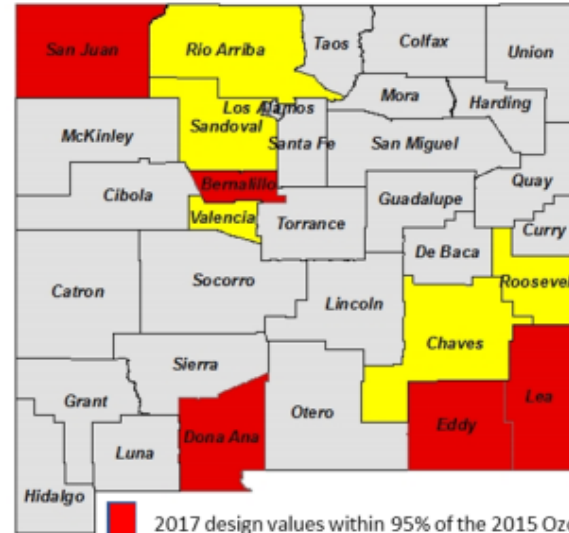 San Juan
Rio Arriba
Taos
Colfax
Union
Mora
Harding
Los Alamos
Sandoval
McKinley
Santa Fe
San Miguel
Quay
Bernalillo
Cibola
Guadalupe
Valencia
Torrance
Curry
De Baca
Roosevel
Socorro
Catron
Lincoln
Chaves
Sierra
Grant
Lea
Otero
Eddy
Dona Ana
Luna
Hidalgo
2017 design values within 95% of the 2015 Oz